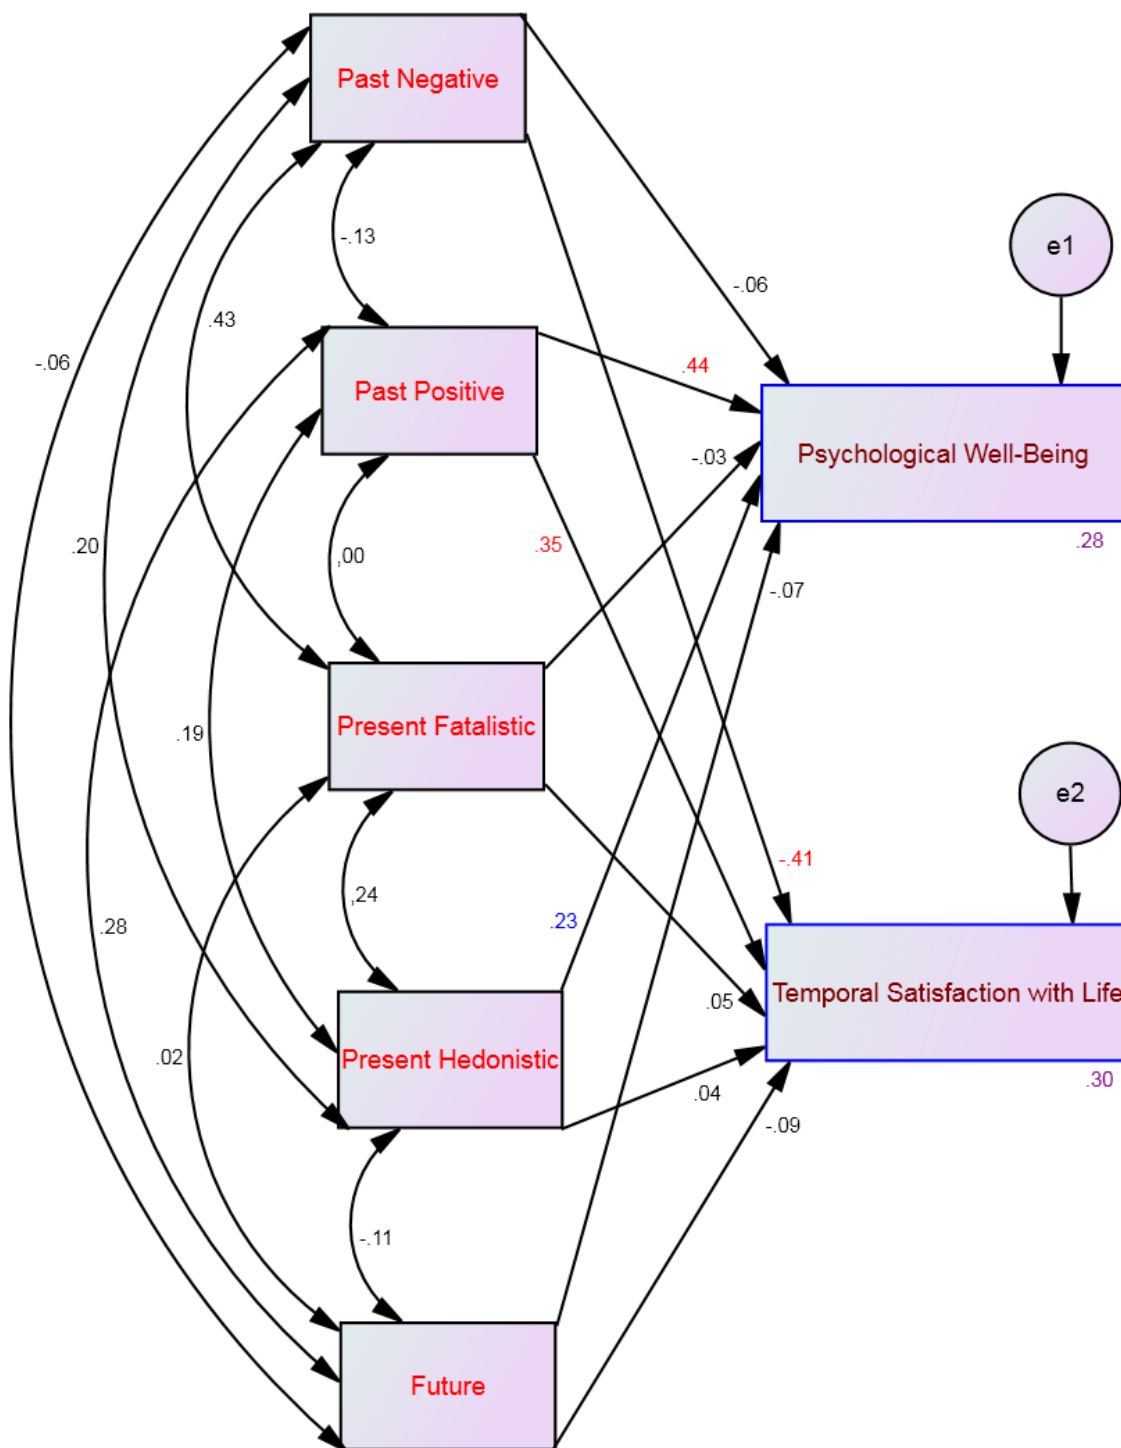 Past Negative
-.13
e1
-.06
.43
-.06
Past Positive
.44
Psychological Well-Being
-.03
.28
.20
,00
.35
-.07
Present Fatalistic
.19
e2
-.41
,24
.23
.28
Temporal Satisfaction with Life
.05
.02
Present Hedonistic
.04
.30
-.09
-.11
Future